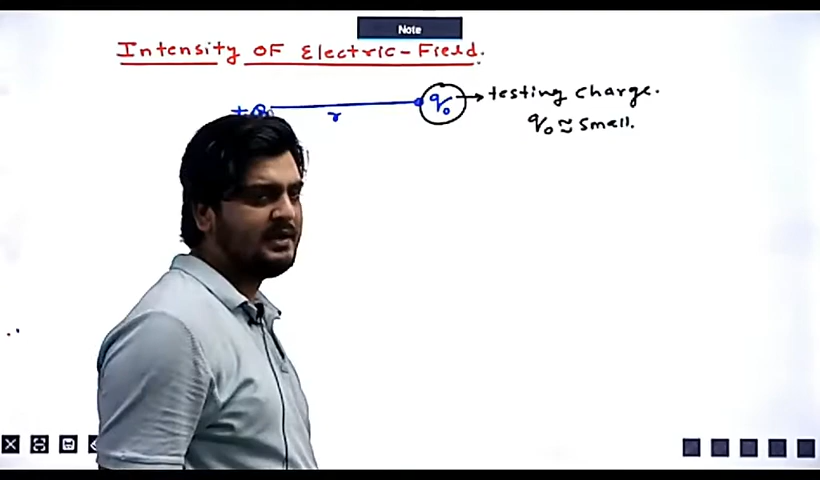 Note
Intensity OF Electric-Field.
+Q r q₀ → testing charge.
q₀ ≈ small.